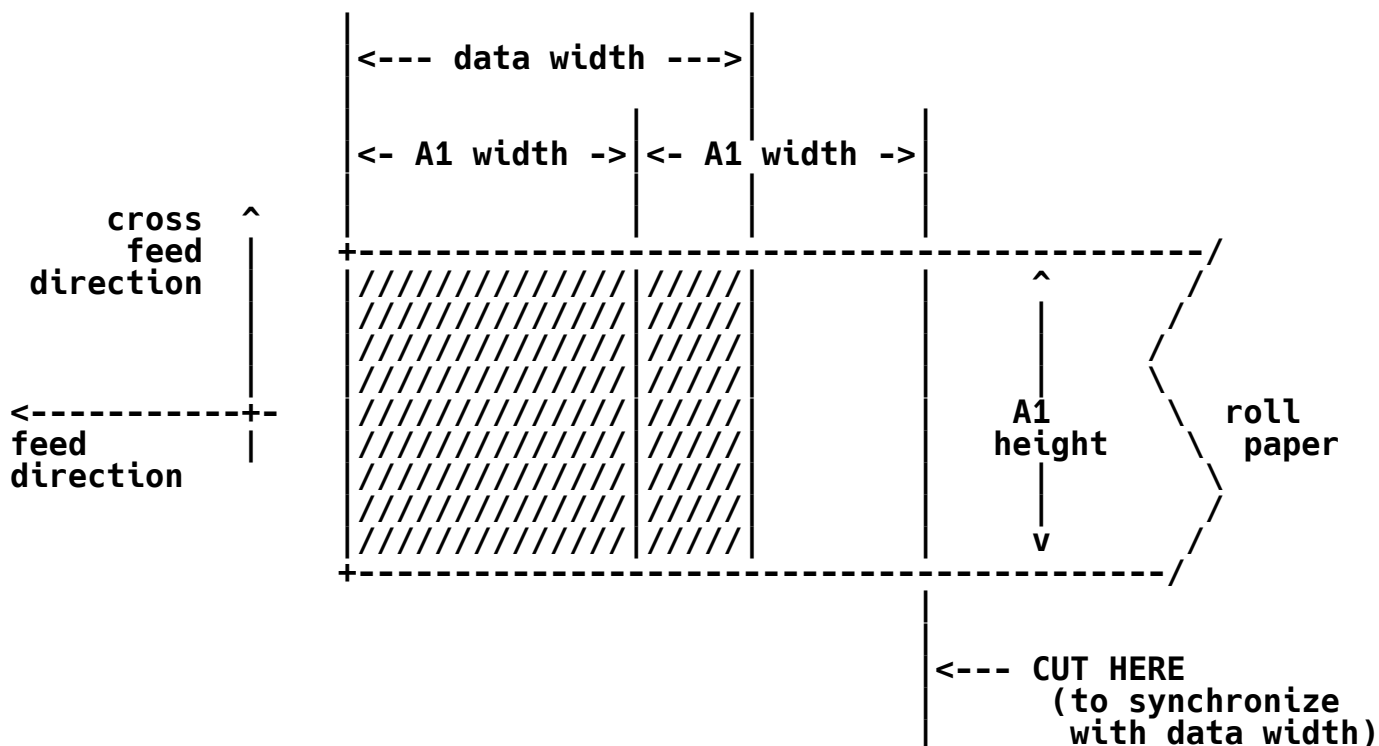 <--- data width --->
<- A1 width ->|<- A1 width ->
cross ^
feed
direction
^
<-----------+-
feed
direction
A1
height
v
roll
paper
<--- CUT HERE
(to synchronize
with data width)